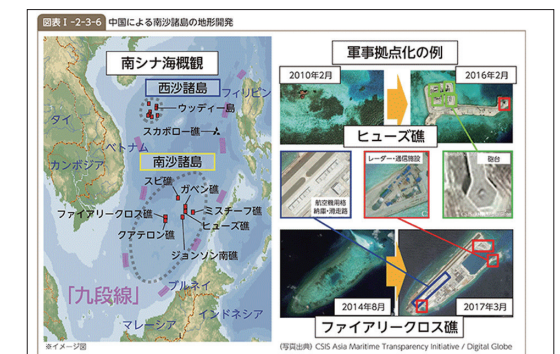 図表Ⅰ-2-3-6 中国による南沙諸島の地形開発
南シナ海概観
西沙諸島
ウッディー島
フィリピン
スカボロー礁
タイ
ベトナム
カンボジア
南沙諸島
スビ礁
ガベン礁
ファイアリークロス礁
ミスチーフ礁
ヒューズ礁
クアテロン礁
ジョンソン南礁
「九段線」
ブルネイ
マレーシア
インドネシア
※イメージ図
軍事拠点化の例
2010年2月
2016年2月
ヒューズ礁
航空戦用格
納庫・滑走路
レーダー・通信施設
砲台
2014年8月
2017年3月
ファイアリークロス礁
(写真出典) CSIS Asia Maritime Transparency Initiative / Digital Globe